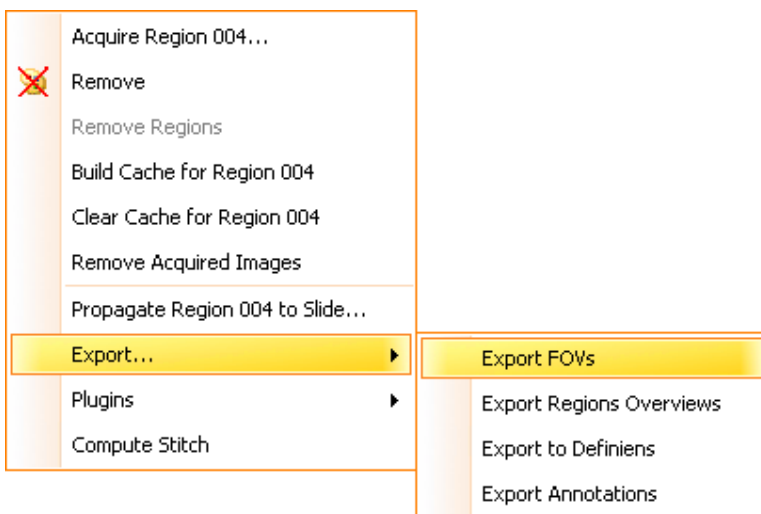 Acquire Region 004...
Remove
Remove Regions
Build Cache for Region 004
Clear Cache for Region 004
Remove Acquired Images
Propagate Region 004 to Slide...
Export...
Plugins
Compute Stitch
Export FOVs
Export Regions Overviews
Export to Definiens
Export Annotations